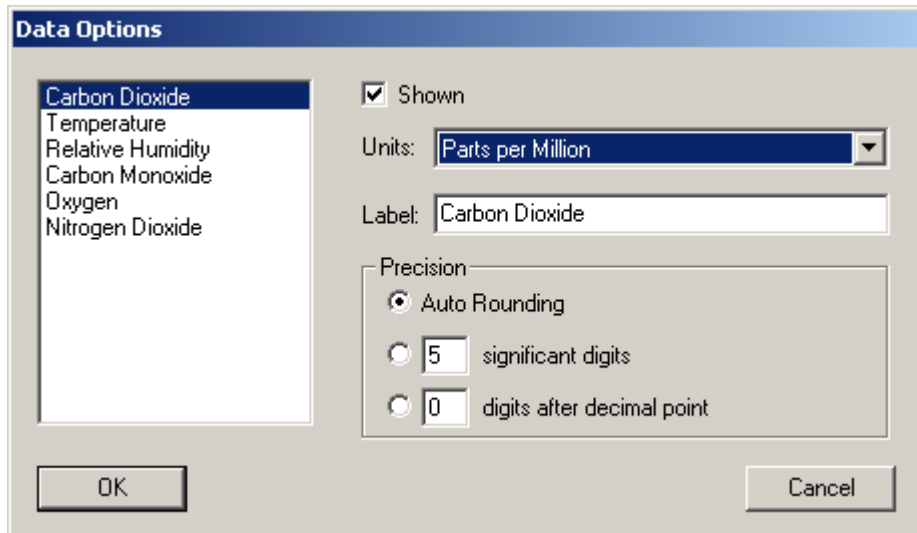 Data Options
Carbon Dioxide
Temperature
Relative Humidity
Carbon Monoxide
Oxygen
Nitrogen Dioxide
Shown
Units: Parts per Million
Label: Carbon Dioxide
Precision
Auto Rounding
5 significant digits
0 digits after decimal point
OK
Cancel